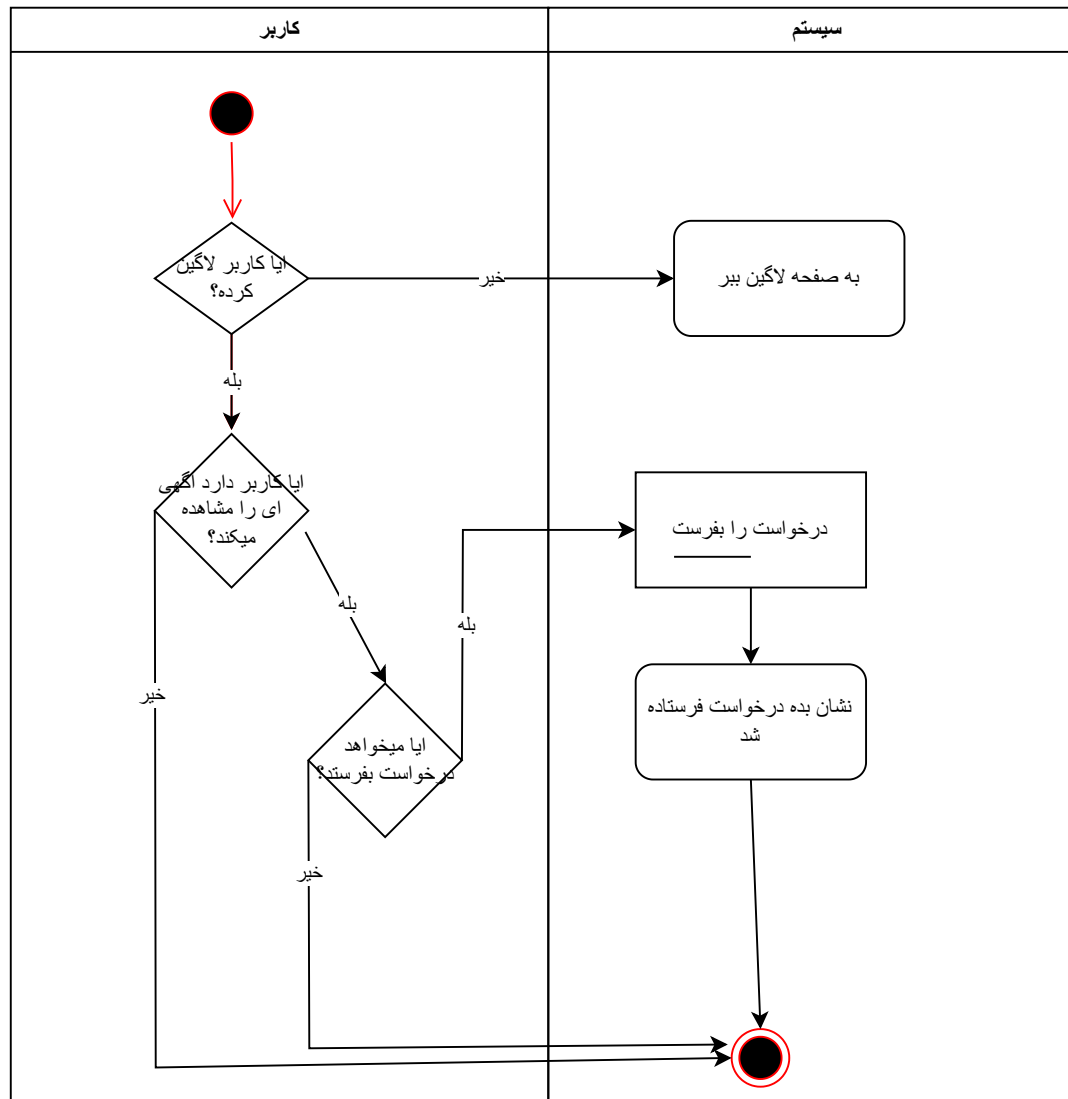 کاربر
سیستم
ایا کاربر لاگین
کرده؟
خیر
به صفحه لاگین ببر
بله
ایا کاربر دارد اگهی
ای را مشاهده
میکند؟
درخواست را بفرست
بله
بله
خیر
نشان بده درخواست فرستاده
شد
ایا میخواهد
درخواست بفرستد؟
خیر